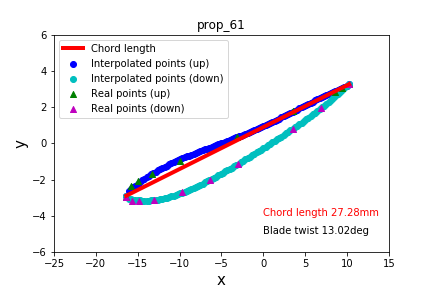 prop_61
Chord length
Interpolated points (up)
Interpolated points (down)
Real points (up)
Real points (down)
6
4
2
0
−2
−4
−6
y
Chord length 27.28mm
Blade twist 13.02deg
−25 −20 −15 −10 −5 0 5 10 15
x